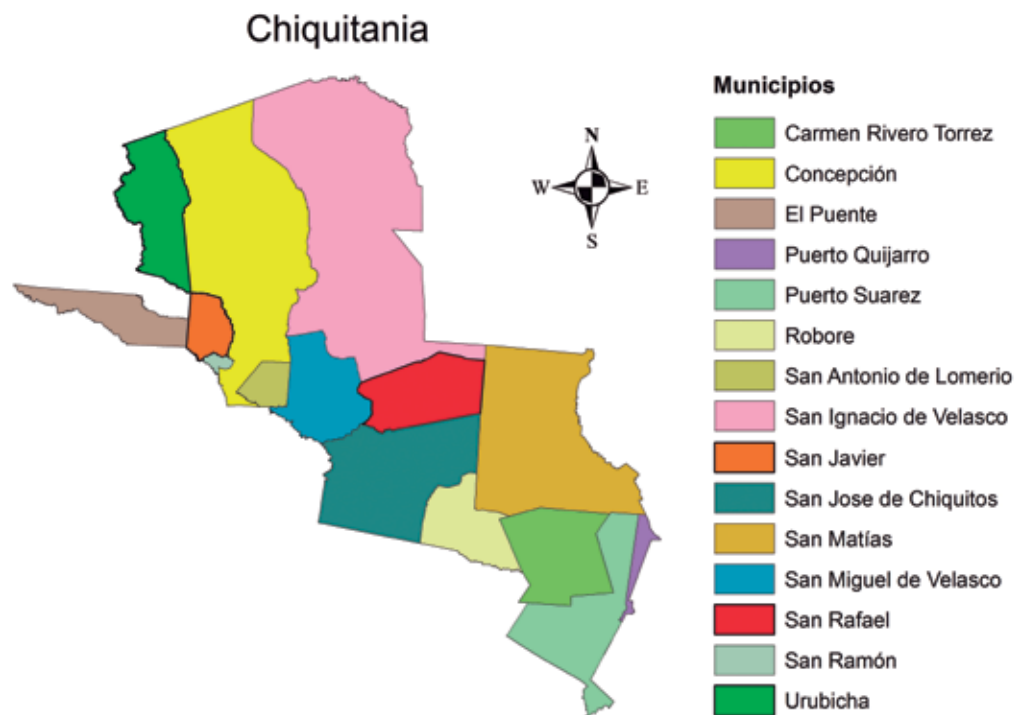 Chiquitania
Municipios
Carmen Rivero Torrez
Concepción
El Puente
Puerto Quijarro
Puerto Suarez
Robore
San Antonio de Lomerio
San Ignacio de Velasco
San Javier
San Jose de Chiquitos
San Matías
San Miguel de Velasco
San Rafael
San Ramón
Urubicha
N
W E
S